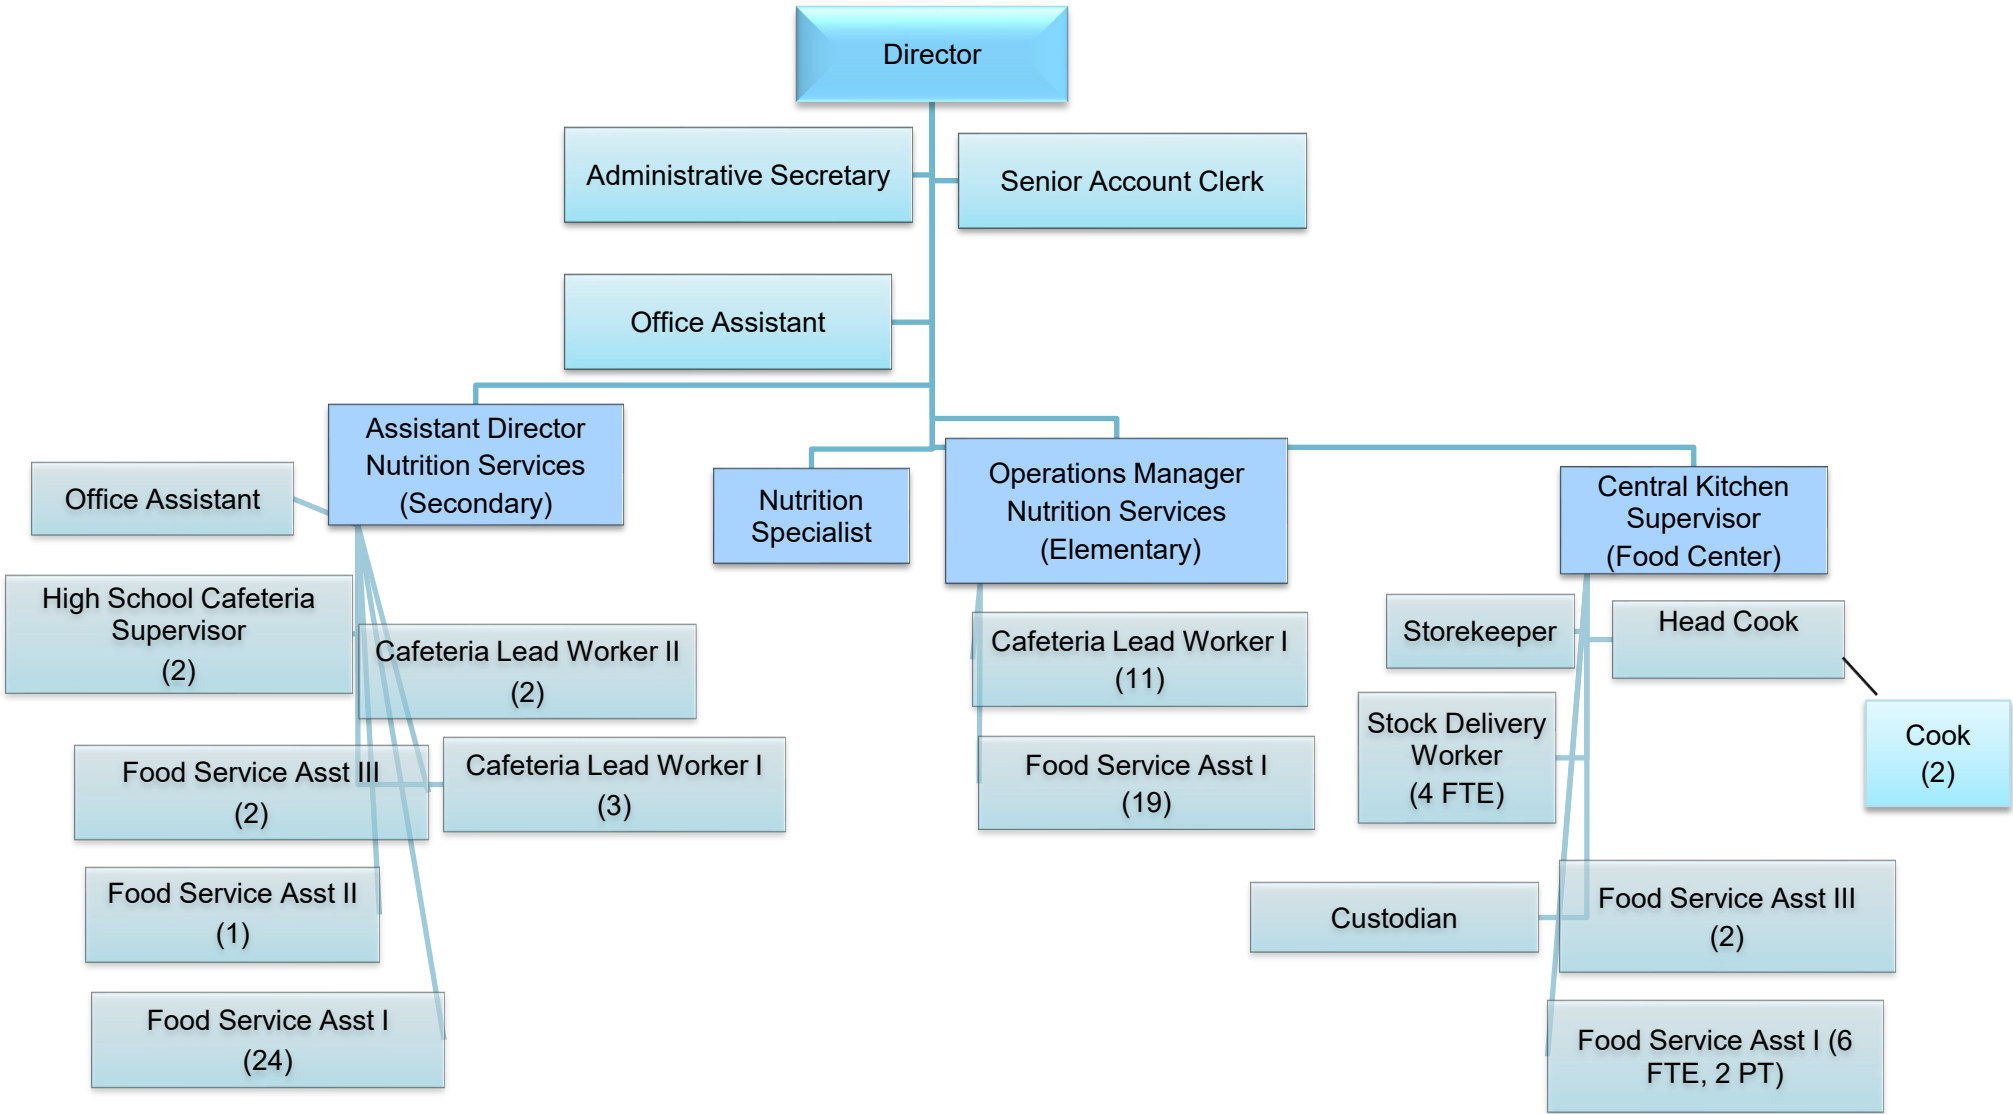 Director
Administrative Secretary
Senior Account Clerk
Office Assistant
Assistant Director
Nutrition Services
(Secondary)
Nutrition
Specialist
Operations Manager
Nutrition Services
(Elementary)
Central Kitchen
Supervisor
(Food Center)
Office Assistant
High School Cafeteria
Supervisor
(2)
Cafeteria Lead Worker II
(2)
Food Service Asst III
(2)
Cafeteria Lead Worker I
(3)
Food Service Asst II
(1)
Food Service Asst I
(24)
Cafeteria Lead Worker I
(11)
Food Service Asst I
(19)
Storekeeper
Head Cook
Stock Delivery
Worker
(4 FTE)
Cook
(2)
Custodian
Food Service Asst III
(2)
Food Service Asst I (6
FTE, 2 PT)